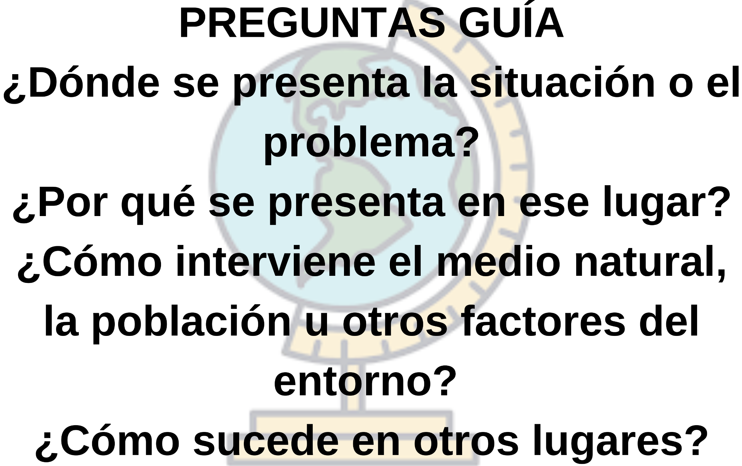 PREGUNTAS GUÍA
¿Dónde se presenta la situación o el
problema?
¿Por qué se presenta en ese lugar?
¿Cómo interviene el medio natural,
la población u otros factores del
entorno?
¿Cómo sucede en otros lugares?